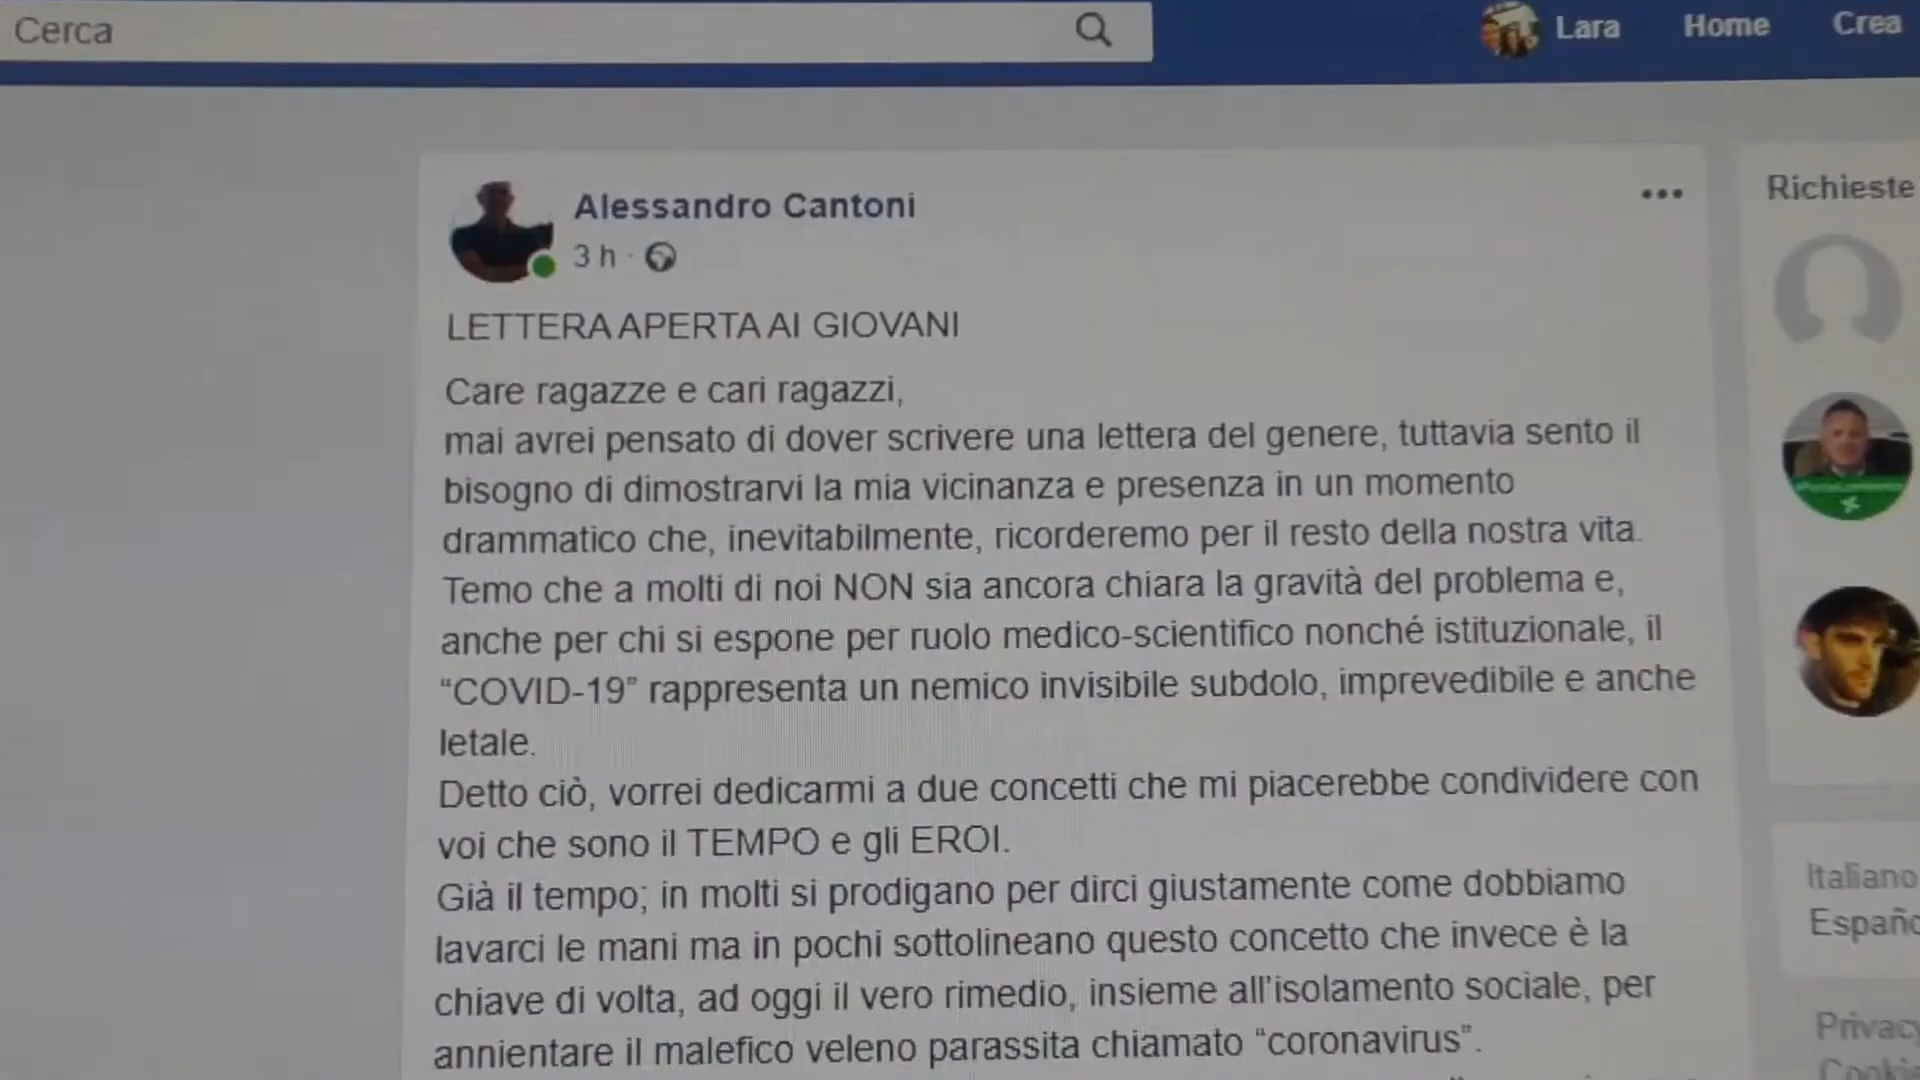 Cerca
Lara
Home
Crea
Alessandro Cantoni
3 h ·
LETTERA APERTA AI GIOVANI
Care ragazze e cari ragazzi,
mai avrei pensato di dover scrivere una lettera del genere, tuttavia sento il
bisogno di dimostrarvi la mia vicinanza e presenza in un momento
drammatico che, inevitabilmente, ricorderemo per il resto della nostra vita.
Temo che a molti di noi NON sia ancora chiara la gravità del problema e,
anche per chi si espone per ruolo medico-scientifico nonché istituzionale, il
“COVID-19” rappresenta un nemico invisibile subdolo, imprevedibile e anche
letale.
Detto ciò, vorrei dedicarmi a due concetti che mi piacerebbe condividere con
voi che sono il TEMPO e gli EROI.
Già il tempo; in molti si prodigano per dirci giustamente come dobbiamo
lavarci le mani ma in pochi sottolineano questo concetto che invece è la
chiave di volta, ad oggi il vero rimedio, insieme all'isolamento sociale, per
annientare il malefico veleno parassita chiamato “coronavirus”.
Richieste
Italiano
Españo
Privacy